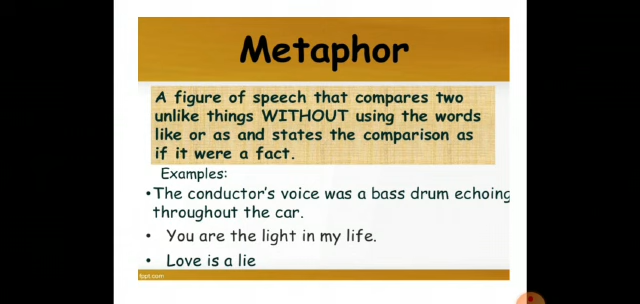 Metaphor
A figure of speech that compares two
unlike things WITHOUT using the words
like or as and states the comparison as
if it were a fact.
Examples:
•The conductor's voice was a bass drum echoing
throughout the car.
• You are the light in my life.
• Love is a lie
fppt.com